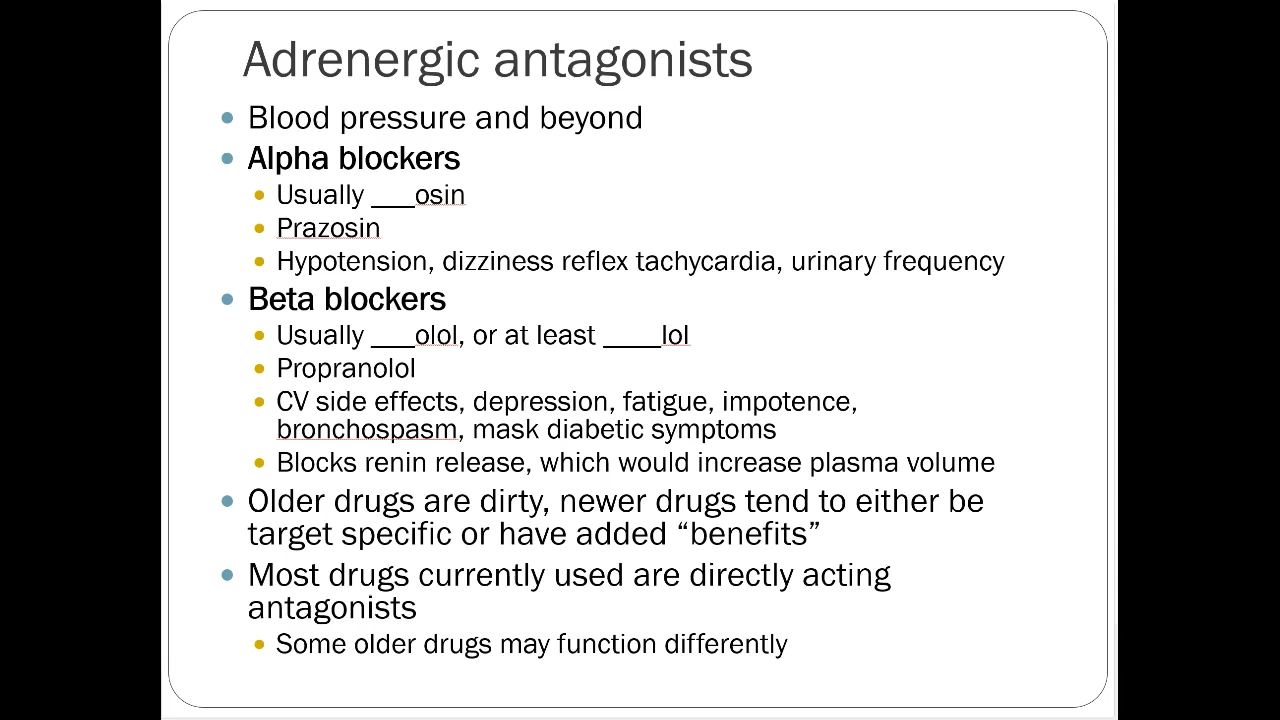 Adrenergic antagonists
Blood pressure and beyond
Alpha blockers
Usually ___osin
Prazosin
Hypotension, dizziness reflex tachycardia, urinary frequency
Beta blockers
Usually ___olol, or at least ____lol
Propranolol
CV side effects, depression, fatigue, impotence,
bronchospasm, mask diabetic symptoms
Blocks renin release, which would increase plasma volume
Older drugs are dirty, newer drugs tend to either be
target specific or have added “benefits”
Most drugs currently used are directly acting
antagonists
Some older drugs may function differently